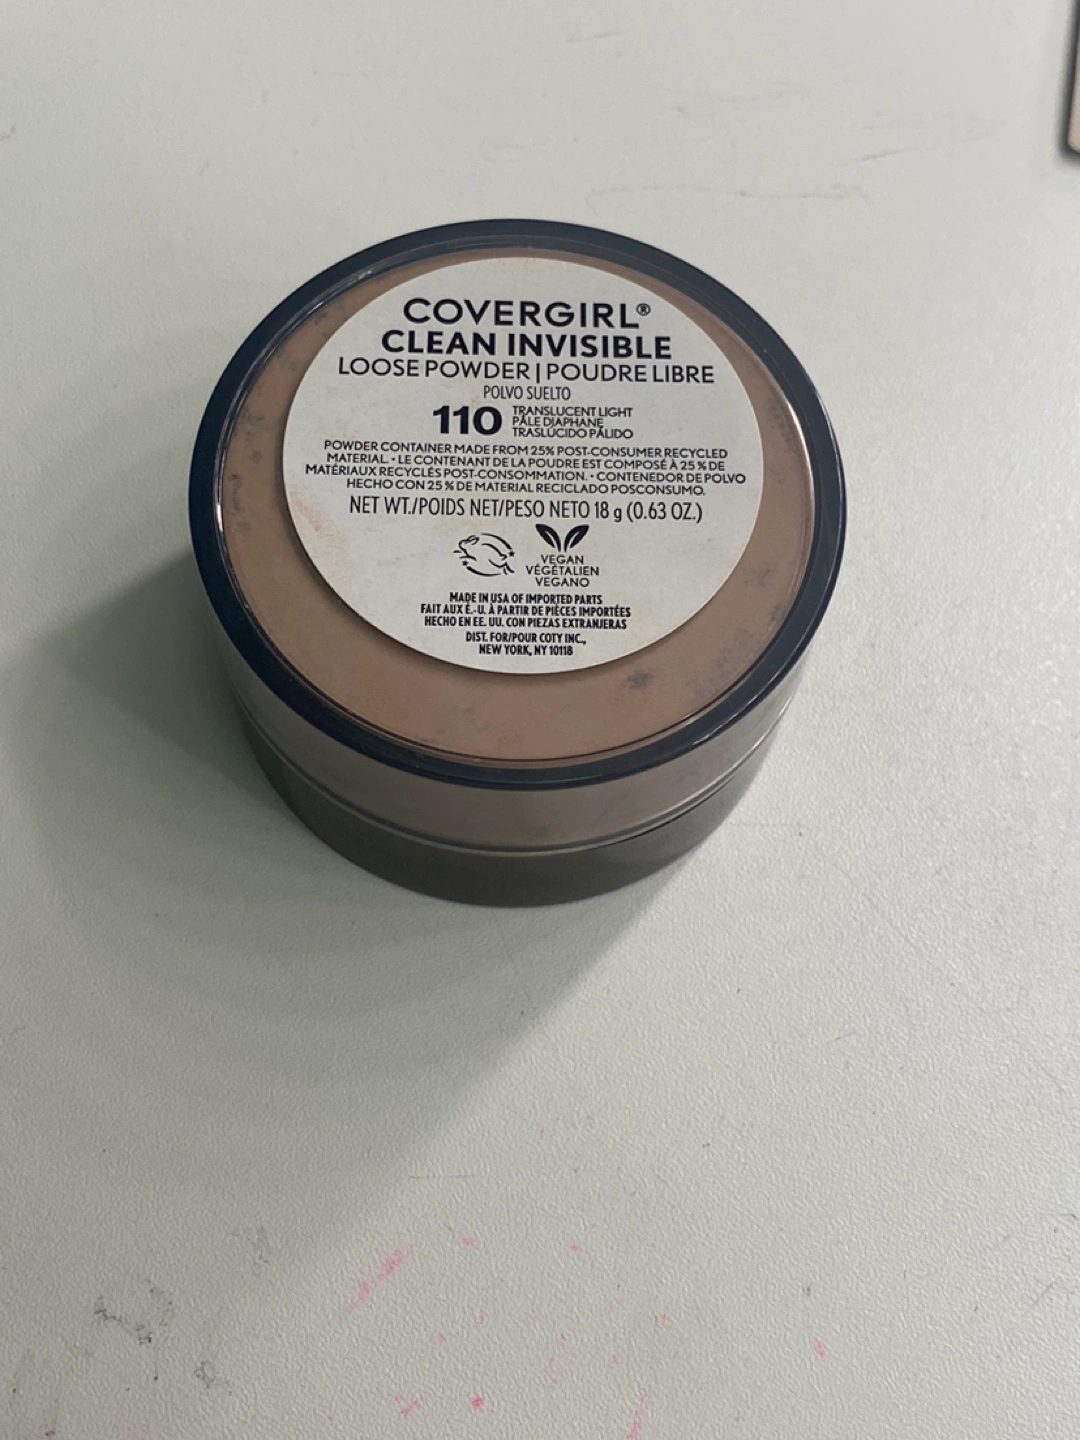 COVERGIRL®
CLEAN INVISIBLE
LOOSE POWDER | POUDRE LIBRE
POLVO SUELTO
110 TRANSLUCENT LIGHT
PÂLE DIAPHANE
TRASLÚCIDO PÁLIDO
POWDER CONTAINER MADE FROM 25% POST-CONSUMER RECYCLED
MATERIAL. • LE CONTENANT DE LA POUDRE EST COMPOSÉ À 25 % DE
MATÉRIAUX RECYCLÉS POST-CONSOMMATION. • CONTENEDOR DE POLVO
HECHO CON 25 % DE MATERIAL RECICLADO POSCONSUMO.
NET WT./POIDS NET/PESO NETO 18 g (0.63 OZ.)
VEGAN
VÉGÉTALIEN
VEGANO
MADE IN USA OF IMPORTED PARTS
FAIT AUX É.-U. À PARTIR DE PIÈCES IMPORTÉES
HECHO EN EE. UU. CON PIEZAS EXTRANJERAS
DIST. FOR/POUR COTY INC.,
NEW YORK, NY 10118